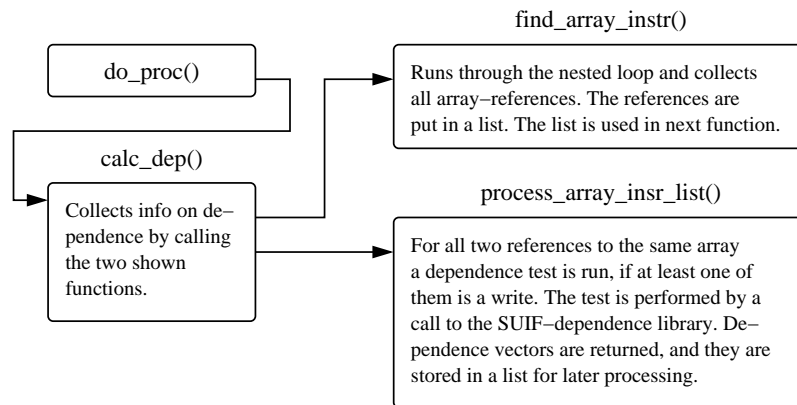 do_proc()
calc_dep()
Collects info on de–
pendence by calling
the two shown
functions.
find_array_instr()
Runs through the nested loop and collects
all array–references. The references are
put in a list. The list is used in next function.
process_array_insr_list()
For all two references to the same array
a dependence test is run, if at least one of
them is a write. The test is performed by a
call to the SUIF–dependence library. De–
pendence vectors are returned, and they are
stored in a list for later processing.